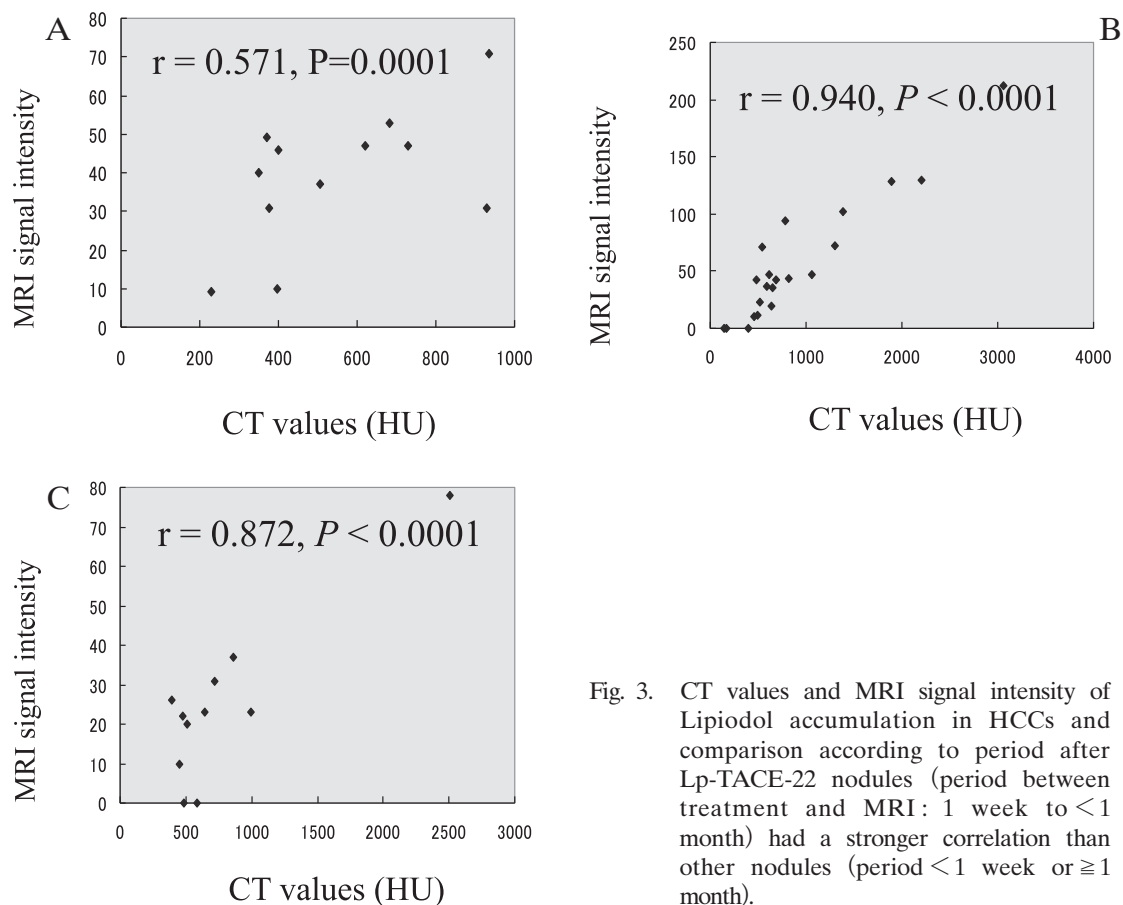 A
80
70
60
50
40
30
20
10
0
r = 0.571, P=0.0001
MRI signal intensity
0 200 400 600 800 1000
CT values (HU)
B
250
200
150
100
50
0
r = 0.940, P < 0.0001
MRI signal intensity
0 1000 2000 3000 4000
CT values (HU)
C
80
70
60
50
40
30
20
10
0
r = 0.872, P < 0.0001
MRI signal intensity
0 500 1000 1500 2000 2500 3000
CT values (HU)
Fig. 3. CT values and MRI signal intensity of
Lipiodol accumulation in HCCs and
comparison according to period after
Lp-TACE-22 nodules (period between
treatment and MRI : 1 week to <1
month) had a stronger correlation than
other nodules (period <1 week or ≧1
month).